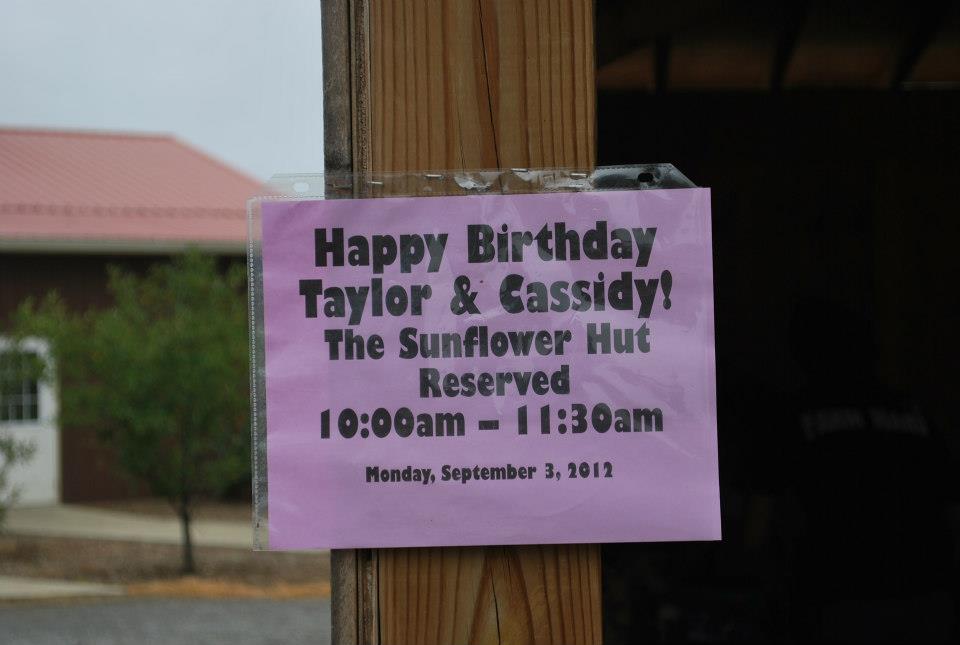 Happy Birthday
Taylor & Cassidy!
The Sunflower Hut
Reserved
10:00am – 11:30am
Monday, September 3, 2012